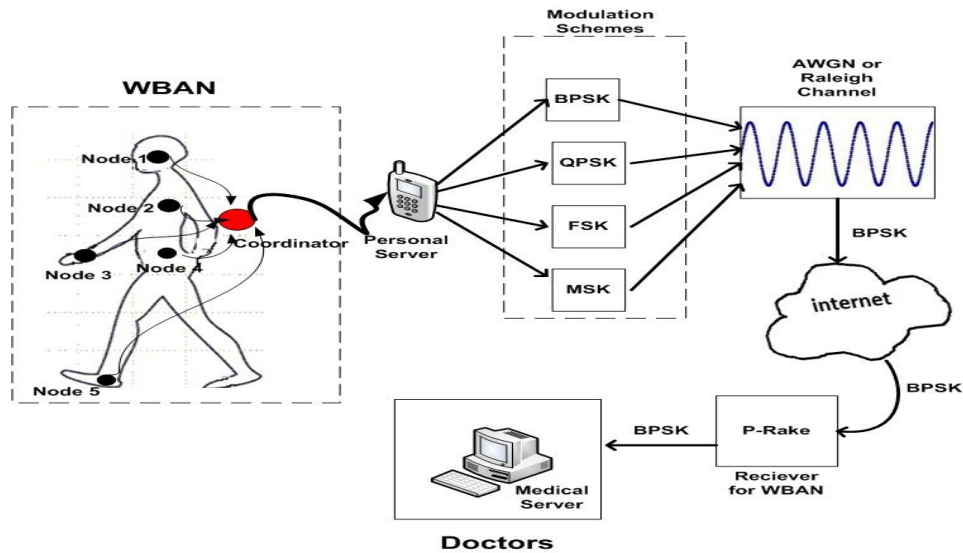 Modulation
Schemes
WBAN
AWGN or
Raleigh
Channel
BPSK
QPSK
FSK
MSK
Node 1
Node 2
Node 3
Node 4
Node 5
Coordinator
Personal
Server
BPSK
internet
BPSK
P-Rake
Reciever
for WBAN
BPSK
Medical
Server
Doctors